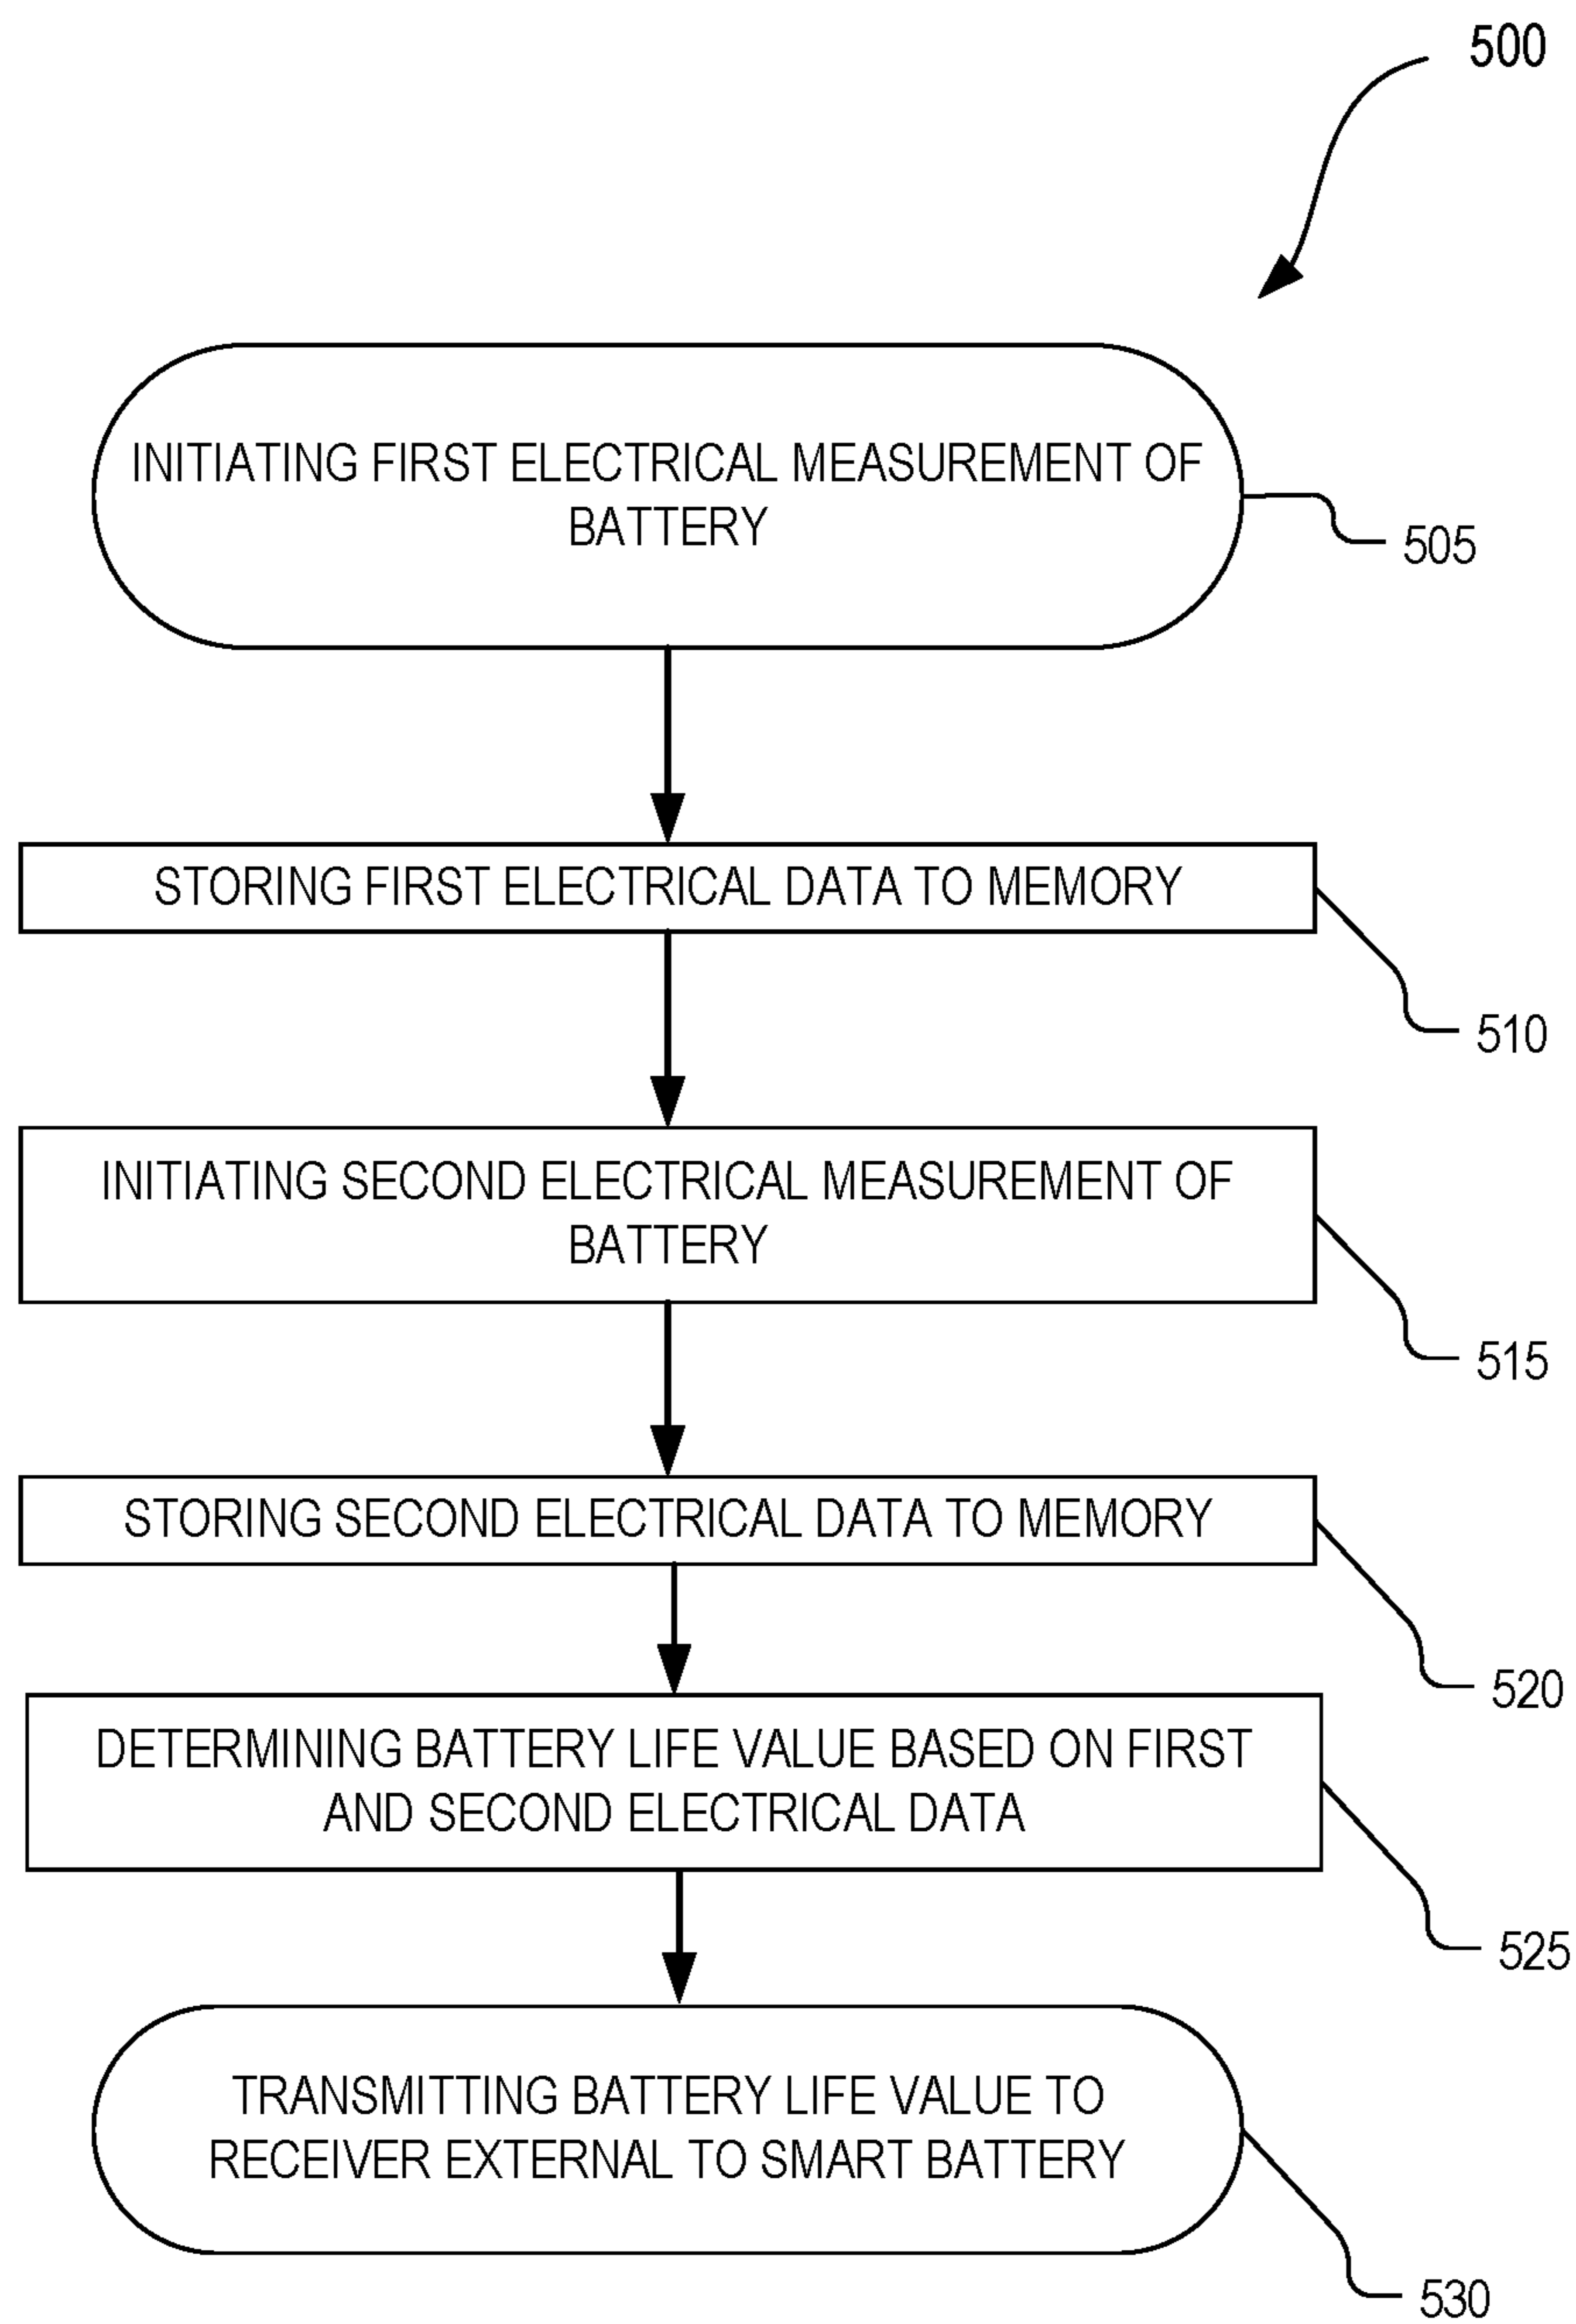 500
INITIATING FIRST ELECTRICAL MEASUREMENT OF
BATTERY
505
STORING FIRST ELECTRICAL DATA TO MEMORY
510
INITIATING SECOND ELECTRICAL MEASUREMENT OF
BATTERY
515
STORING SECOND ELECTRICAL DATA TO MEMORY
520
DETERMINING BATTERY LIFE VALUE BASED ON FIRST
AND SECOND ELECTRICAL DATA
525
TRANSMITTING BATTERY LIFE VALUE TO
RECEIVER EXTERNAL TO SMART BATTERY
530